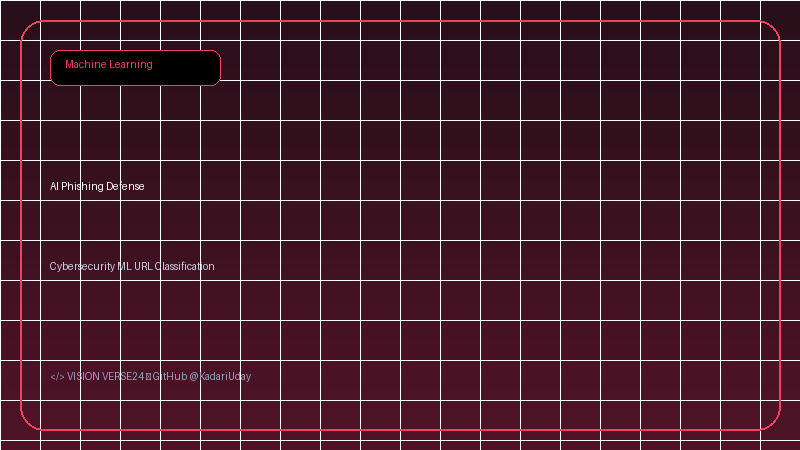 Machine Learning
AI Phishing Defense
Cybersecurity ML URL Classification
</> VISION VERSE24 GitHub @KadariUday